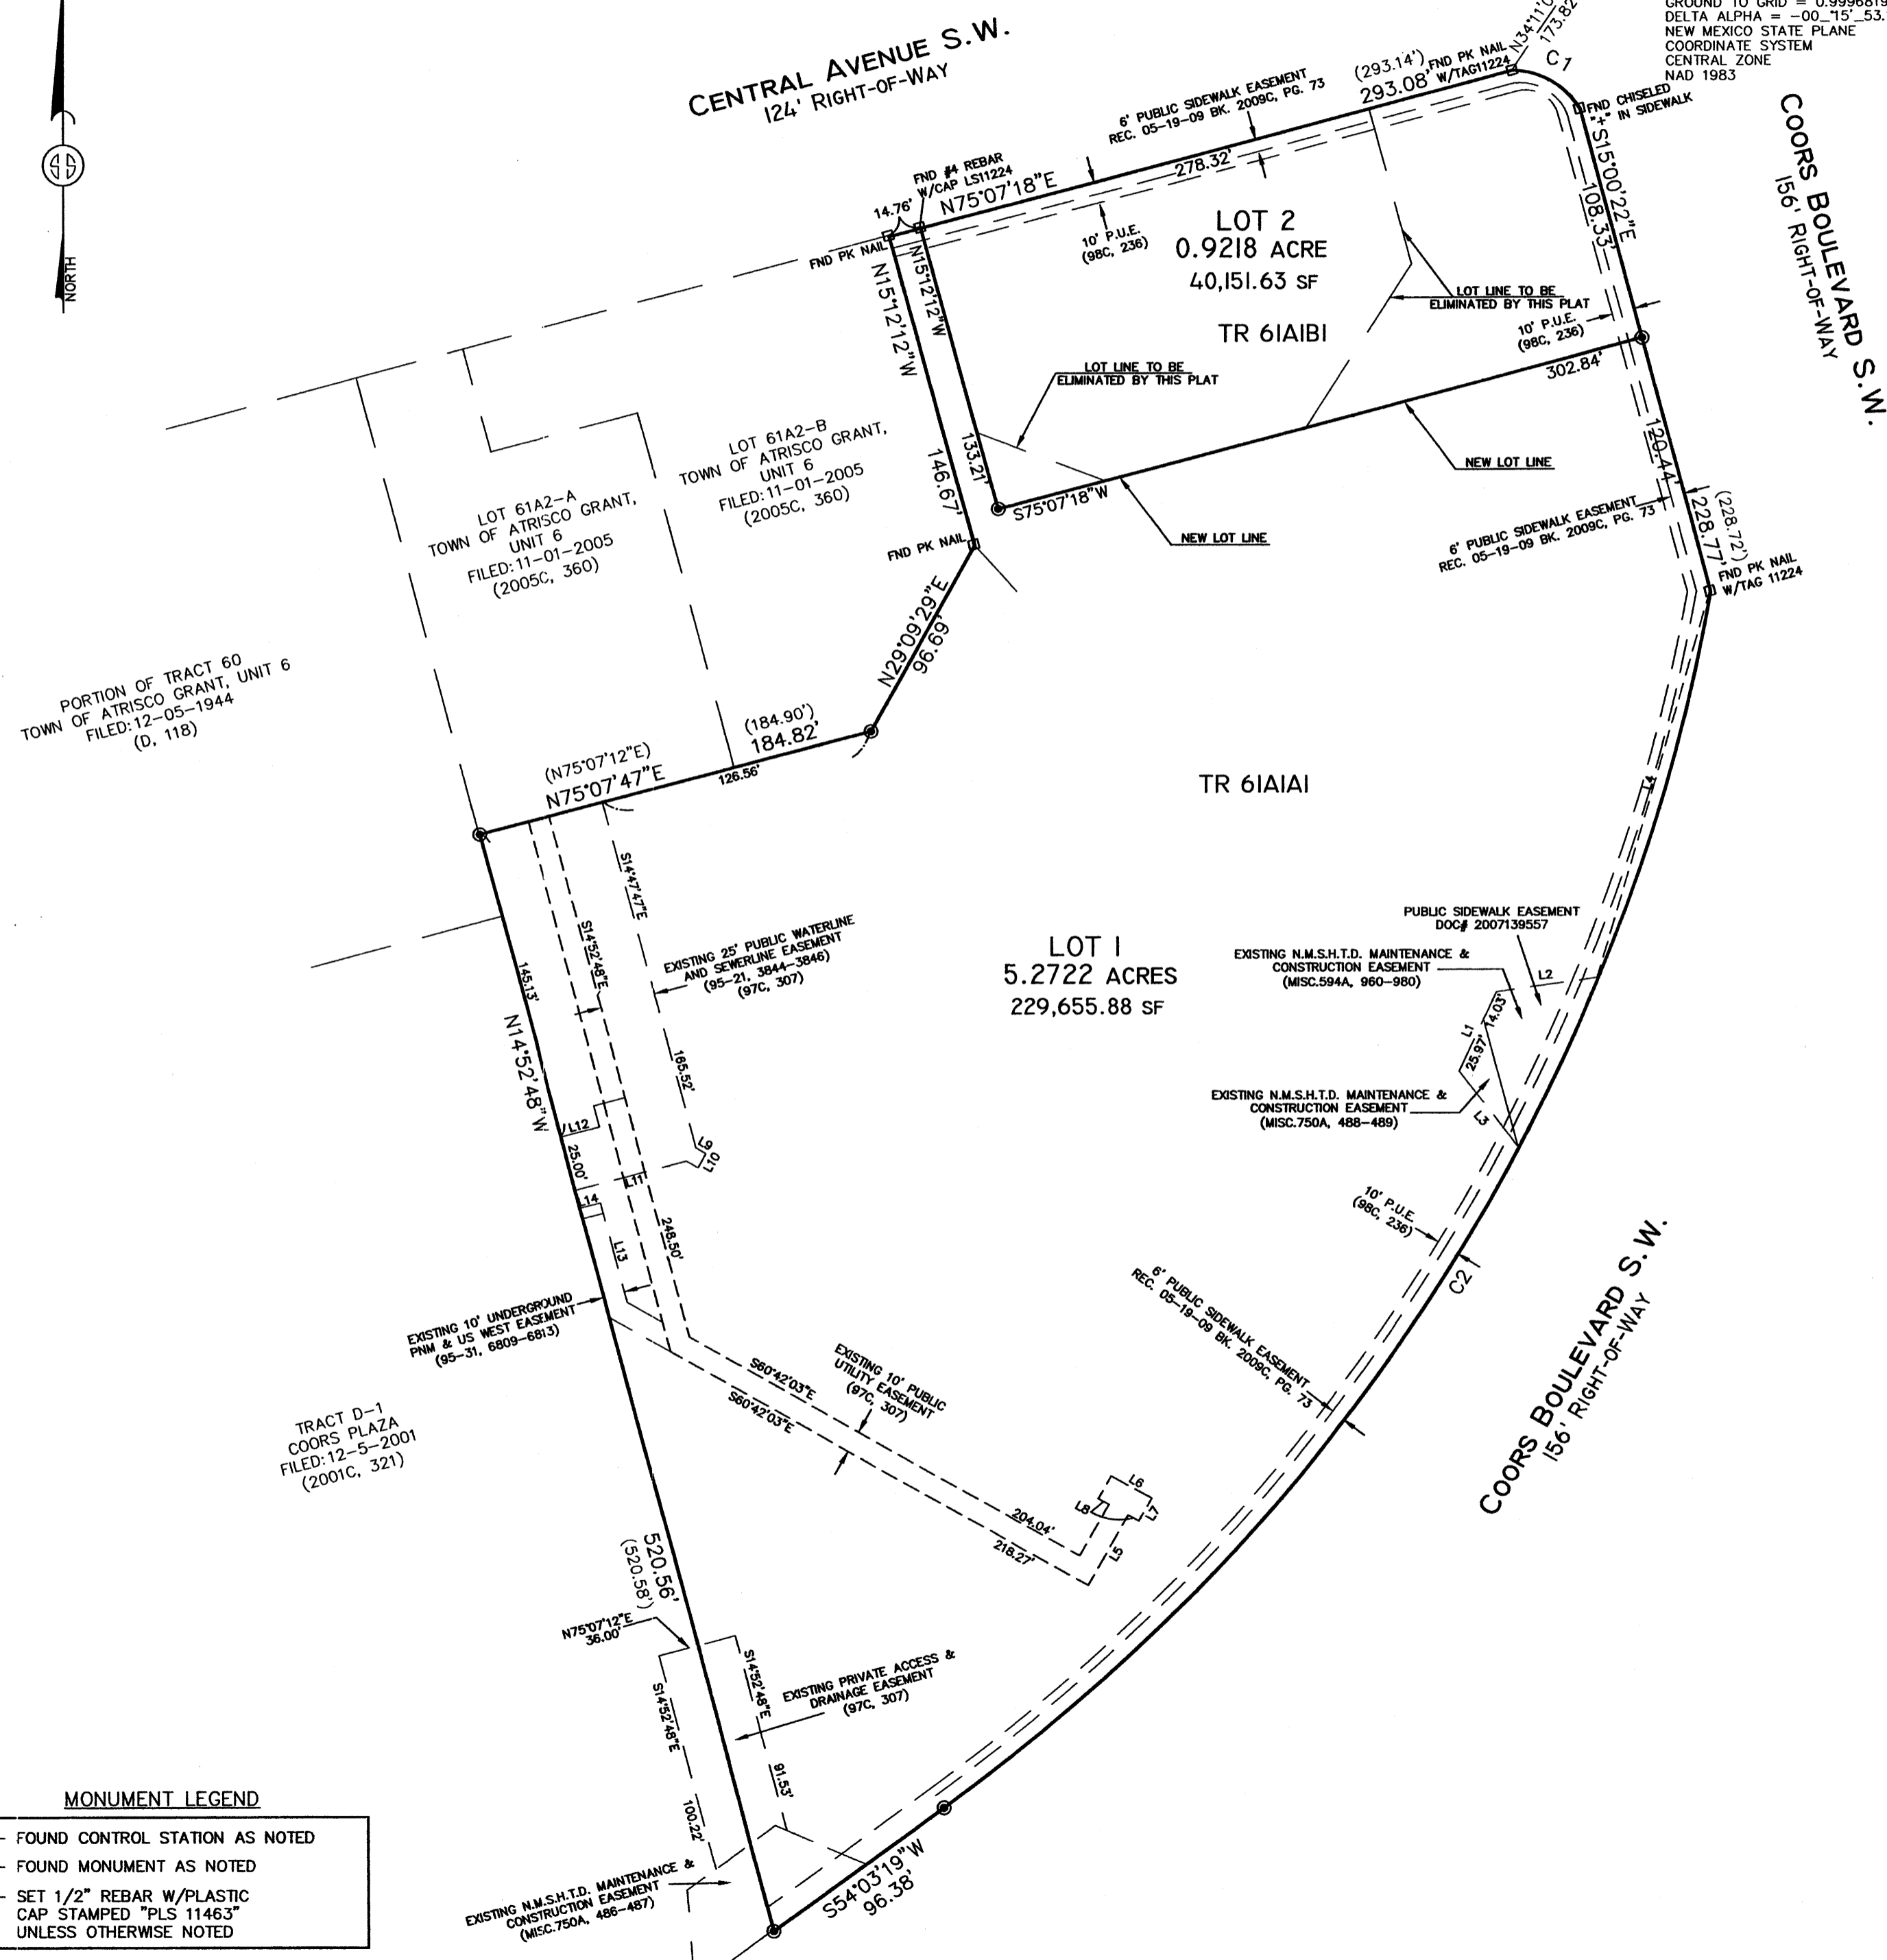 GROUND TO GRID = 0.9996819
DELTA ALPHA = -00_15'_53.
NEW MEXICO STATE PLANE
COORDINATE SYSTEM
CENTRAL ZONE
NAD 1983
NORTH
CENTRAL AVENUE S.W.
124' RIGHT-OF-WAY
N34°11'0
173.82
C1
(293.14')
293.08'
FND PK NAIL
W/TAG11224
FND CHISELED
"+" IN SIDEWALK
6' PUBLIC SIDEWALK EASEMENT
REC. 05-19-09 BK. 2009C, PG. 73
278.32'
FND #4 REBAR
W/CAP LS11224
14.76'
N75°07'18"E
FND PK NAIL
10' P.U.E.
(98C, 236)
LOT 2
0.9218 ACRE
40,151.63 SF
TR 61A1B1
LOT LINE TO BE
ELIMINATED BY THIS PLAT
LOT LINE TO BE
ELIMINATED BY THIS PLAT
10' P.U.E.
(98C, 236)
S15°00'22"E
108.33'
COORS BOULEVARD S.W.
156' RIGHT-OF-WAY
N15°12'12"W
146.67'
N15°12'12"W
133.21'
302.84'
S75°07'18"W
NEW LOT LINE
NEW LOT LINE
120.44'
228.77'
(228.72')
6' PUBLIC SIDEWALK EASEMENT
REC. 05-19-09 BK. 2009C, PG. 73
FND PK NAIL
W/TAG 11224
LOT 61A2-B
TOWN OF ATRISCO GRANT,
UNIT 6
FILED: 11-01-2005
(2005C, 360)
LOT 61A2-A
TOWN OF ATRISCO GRANT,
UNIT 6
FILED: 11-01-2005
(2005C, 360)
FND PK NAIL
N29°09'29"E
96.69'
PORTION OF TRACT 60
TOWN OF ATRISCO GRANT, UNIT 6
FILED: 12-05-1944
(D, 118)
(184.90')
184.82'
(N75°07'12"E)
N75°07'47"E
126.56'
TR 61A1A1
L4
S14°47'47"E
S14°52'48"E
EXISTING 25' PUBLIC WATERLINE
AND SEWERLINE EASEMENT
(95-21, 3844-3846)
(97C, 307)
165.52'
LOT 1
5.2722 ACRES
229,655.88 SF
PUBLIC SIDEWALK EASEMENT
DOC# 2007139557
EXISTING N.M.S.H.T.D. MAINTENANCE &
CONSTRUCTION EASEMENT
(MISC.594A, 960-980)
L2
L1
14.03'
25.97'
L3
EXISTING N.M.S.H.T.D. MAINTENANCE &
CONSTRUCTION EASEMENT
(MISC.750A, 488-489)
145.13'
N14°52'48"W
L12
25.00'
L14
L13
L11
L9
L10
248.50'
10' P.U.E.
(98C, 236)
C2
6' PUBLIC SIDEWALK EASEMENT
REC. 05-19-09 BK. 2009C, PG. 73
COORS BOULEVARD S.W.
156' RIGHT-OF-WAY
EXISTING 10' UNDERGROUND
PNM & US WEST EASEMENT
(95-31, 6809-6813)
S60°42'03"E
S60°42'03"E
EXISTING 10' PUBLIC
UTILITY EASEMENT
(97C, 307)
TRACT D-1
COORS PLAZA
FILED: 12-5-2001
(2001C, 321)
L6
L8
L7
L5
204.04'
218.27'
520.56'
(520.58')
N75°07'12"E
36.00'
S14°52'48"E
S14°52'48"E
EXISTING PRIVATE ACCESS &
DRAINAGE EASEMENT
(97C, 307)
91.53'
100.22'
EXISTING N.M.S.H.T.D. MAINTENANCE &
CONSTRUCTION EASEMENT
(MISC.750A, 486-487)
S54°03'19"W
96.38'
MONUMENT LEGEND
- FOUND CONTROL STATION AS NOTED
- FOUND MONUMENT AS NOTED
- SET 1/2" REBAR W/PLASTIC
CAP STAMPED "PLS 11463"
UNLESS OTHERWISE NOTED